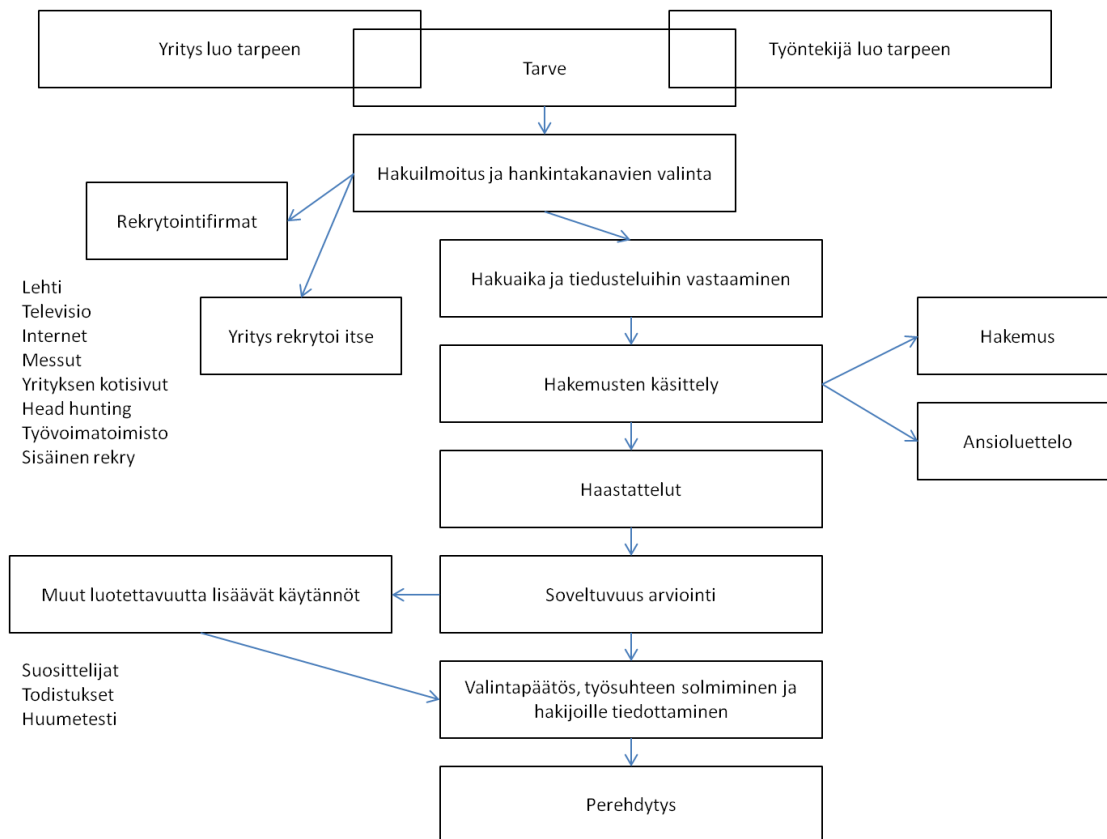 Yritys luo tarpeen
Tarve
Työntekijä luo tarpeen
Hakuilmoitus ja hankintakanavien valinta
Rekrytointifirmat
Yritys rekrytoi itse
Lehti
Televisio
Internet
Messut
Yrityksen kotisivut
Head hunting
Työvoimatoimisto
Sisäinen rekry
Hakuaika ja tiedusteluihin vastaaminen
Hakemusten käsittely
Hakemus
Ansioluettelo
Haastattelut
Soveltuvuus arviointi
Muut luotettavuutta lisäävät käytännöt
Suosittelijat
Todistukset
Huumetesti
Valintapäätös, työsuhteen solmiminen ja
hakijoille tiedottaminen
Perehdytys